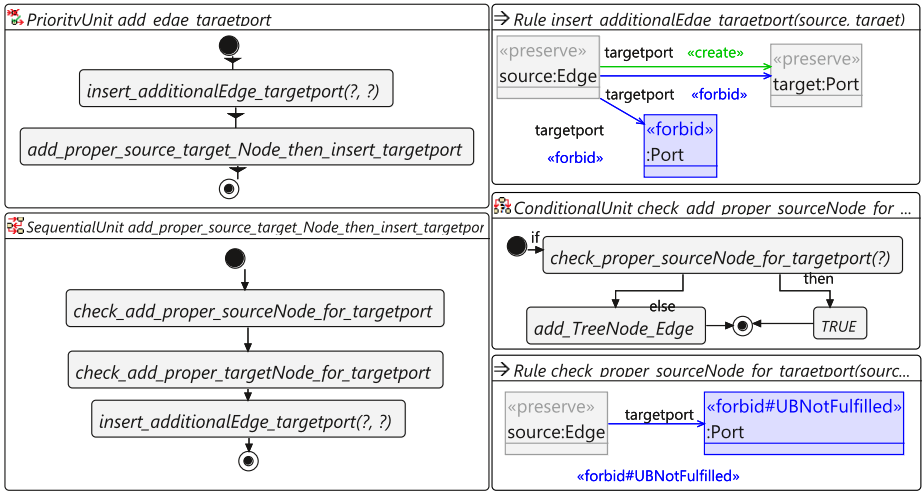 PriorityUnit add_edge_targetport
insert_additionalEdge_targetport(?, ?)
add_proper_source_target_Node_then_insert_targetport
SequentialUnit add_proper_source_target_Node_then_insert_targetpor
check_add_proper_sourceNode_for_targetport
check_add_proper_targetNode_for_targetport
insert_additionalEdge_targetport(?, ?)
Rule insert_additionalEdge_targetport(source, target)
«preserve»
source:Edge
targetport «create»
«preserve»
target:Port
targetport «forbid»
targetport
«forbid»
«forbid»
:Port
ConditionalUnit check_add_proper_sourceNode_for_...
if
check_proper_sourceNode_for_targetport(?)
then
else
add_TreeNode_Edge
TRUE
Rule check_proper_sourceNode_for_targetport(sourc...
«preserve»
source:Edge
targetport
«forbid#UBNotFulfilled»
:Port
«forbid#UBNotFulfilled»